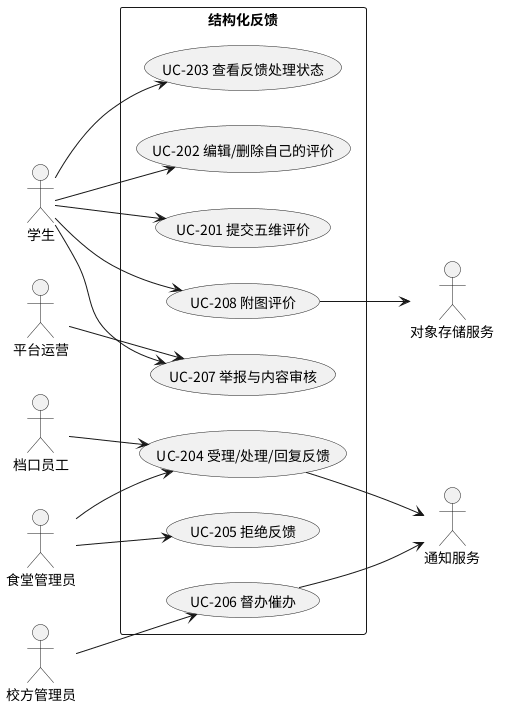 结构化反馈
UC-203 查看反馈处理状态
UC-202 编辑/删除自己的评价
UC-201 提交五维评价
UC-208 附图评价
UC-207 举报与内容审核
UC-204 受理/处理/回复反馈
UC-205 拒绝反馈
UC-206 督办催办
学生
平台运营
档口员工
食堂管理员
校方管理员
对象存储服务
通知服务